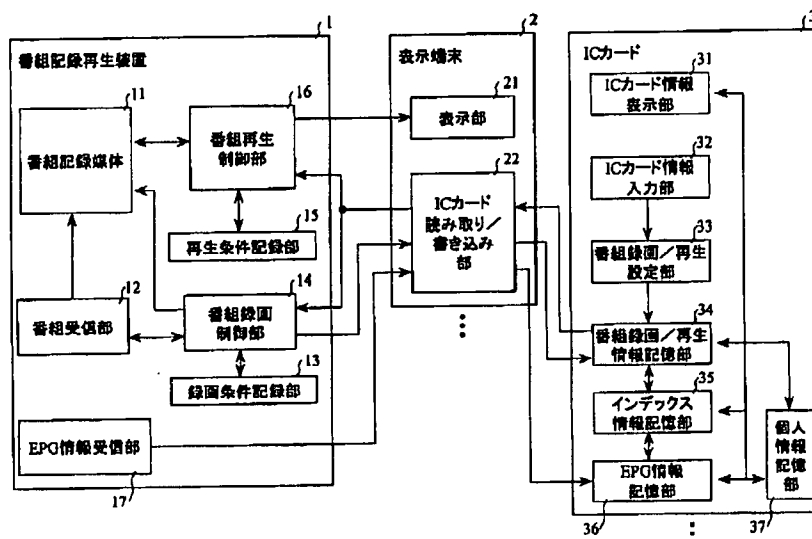 1
番組記録再生装置
11
番組記録媒体
16
番組再生
制御部
15
再生条件記録部
12
番組受信部
14
番組録画
制御部
13
録画条件記録部
EPG情報受信部
17
2
表示端末
21
表示部
22
ICカード
読み取り/
書き込み
部
3
ICカード
31
ICカード情報
表示部
32
ICカード情報
入力部
33
番組録画/再生
設定部
34
番組録画/再生
情報記憶部
35
インデックス
情報記憶部
EPG情報
記憶部
36
個人
情報
記憶
部
37